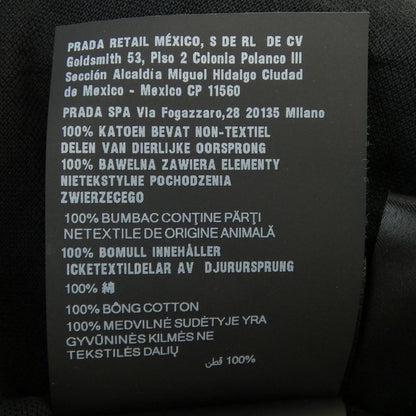 PRADA RETAIL MÉXICO, S DE RL DE CV
Goldsmith 53, Piso 2 Colonia Polanco III
Sección Alcaldía Miguel Hidalgo Ciudad
de Mexico - Mexico CP 11560
PRADA SPA Via Fogazzaro,28 20135 Milano
100% KATOEN BEVAT NON-TEXTIEL
DELEN VAN DIERLIJKE OORSPRONG
100% BAWELNA ZAWIERA ELEMENTY
NIETEKSTYLNE POCHODZENIA
ZWIERZECEGO
100% BUMBAC CONŢINE PĂRŢI
NETEXTILE DE ORIGINE ANIMALĂ
100% BOMULL INNEHÅLLER
ICKETEXTILDELAR AV DJURURSPRUNG
100% 綿
100% BÔNG COTTON
100% MEDVILNĖ SUDĖTYJE YRA
GYVŪNINĖS KILMĖS NE
TEKSTILĖS DALIŲ
100% قطن